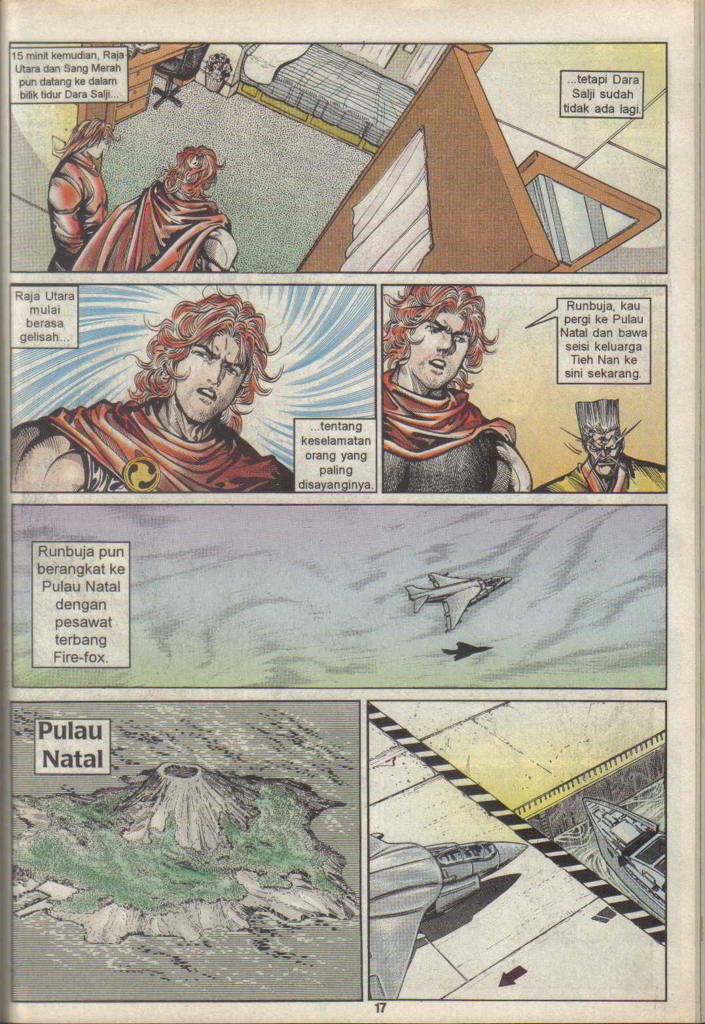 15 minit kemudian, Raja
Utara dan Sang Merah
pun datang ke dalam
bilik tidur Dara Salji...
...tetapi Dara
Salji sudah
tidak ada lagi.
Raja Utara
mulai
berasa
gelisah...
...tentang
keselamatan
orang yang
paling
disayanginya.
Runbuja, kau
pergi ke Pulau
Natal dan bawa
seisi keluarga
Tieh Nan ke
sini sekarang.
Runbuja pun
berangkat ke
Pulau Natal
dengan
pesawat
terbang
Fire-fox.
Pulau
Natal
17